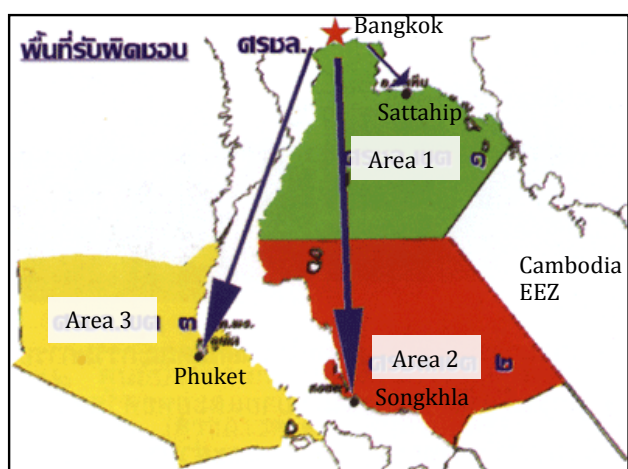 พื้นที่รับผิดชอบ
ศรชล.
Bangkok
Sattahip
Area 1
๑
Cambodia
EEZ
Area 3
๓
Phuket
Area 2
๒
Songkhla